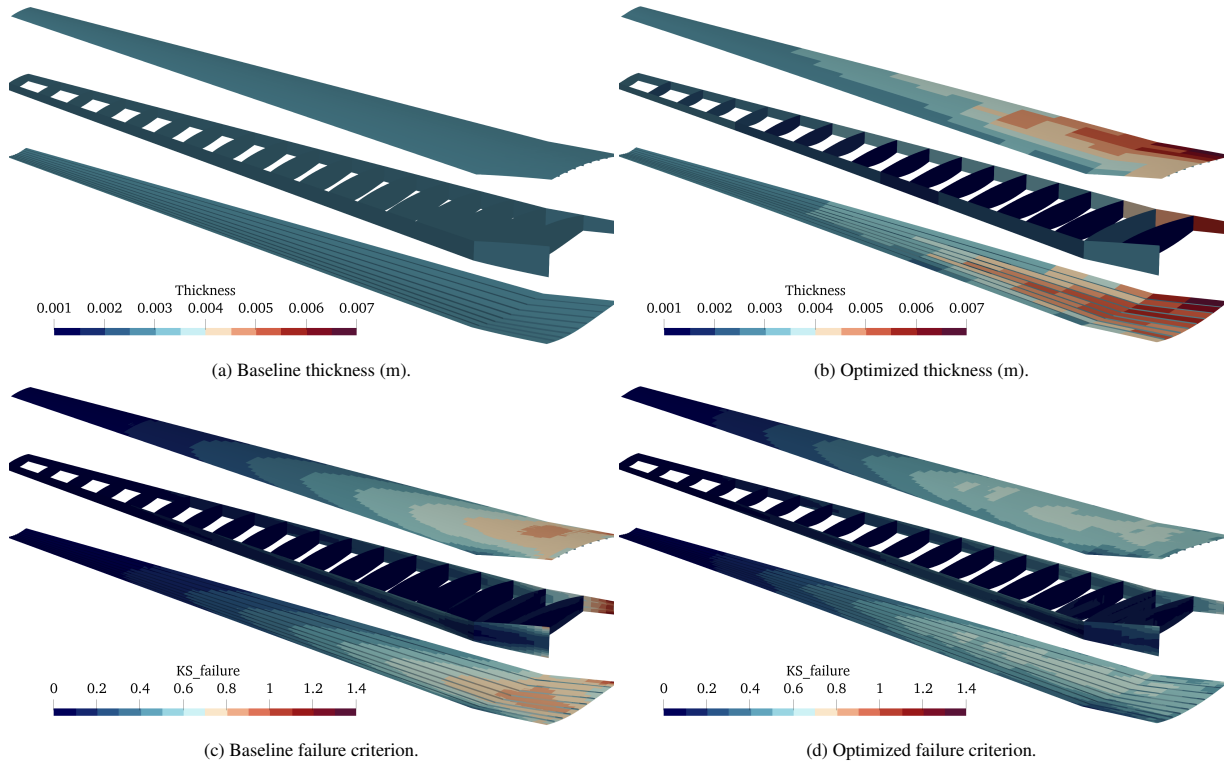 Thickness
0.001 0.002 0.003 0.004 0.005 0.006 0.007
(a) Baseline thickness (m).
Thickness
0.001 0.002 0.003 0.004 0.005 0.006 0.007
(b) Optimized thickness (m).
KS_failure
0 0.2 0.4 0.6 0.8 1 1.2 1.4
(c) Baseline failure criterion.
KS_failure
0 0.2 0.4 0.6 0.8 1 1.2 1.4
(d) Optimized failure criterion.